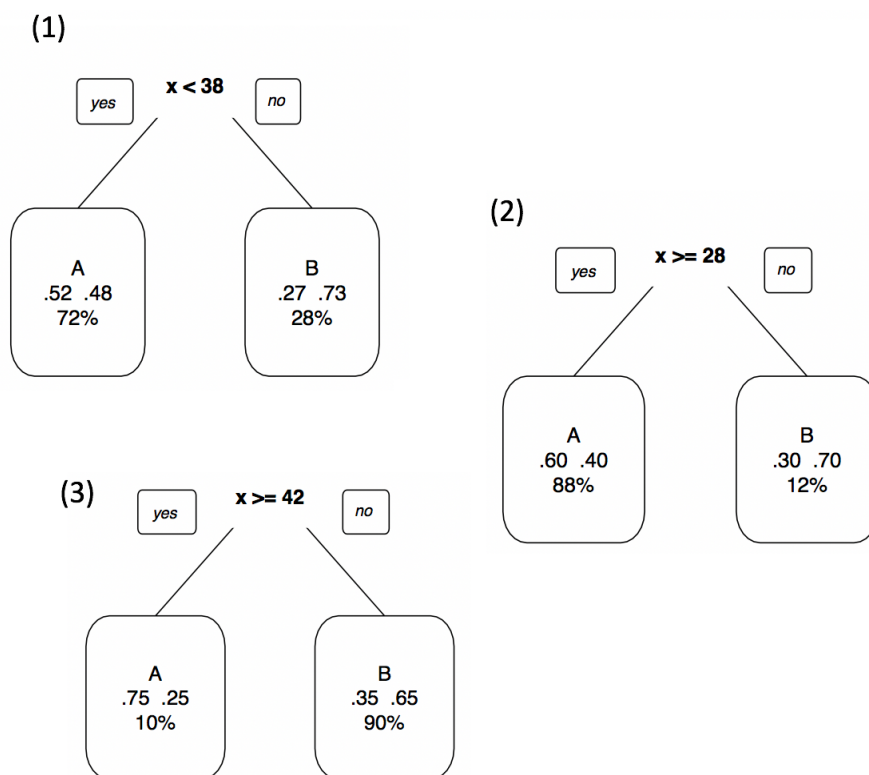 (1)
x < 38
yes no
A
.52 .48
72%
B
.27 .73
28%
(2)
x >= 28
yes no
A
.60 .40
88%
B
.30 .70
12%
(3)
x >= 42
yes no
A
.75 .25
10%
B
.35 .65
90%